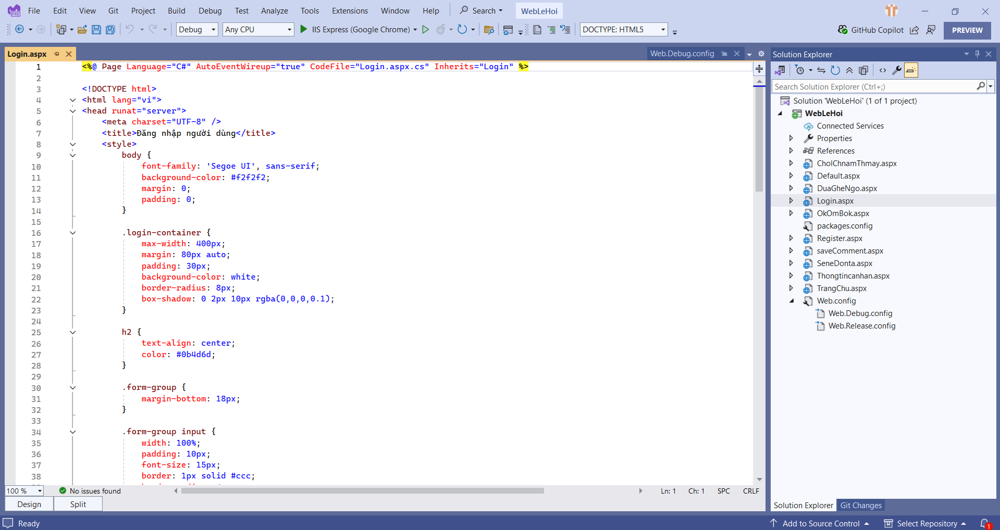 File Edit View Git Project Build Debug Test Analyze Tools Extensions Window Help Search WebLeHoi
Debug Any CPU IIS Express (Google Chrome) DOCTYPE: HTML5 GitHub Copilot PREVIEW
Login.aspx Web.Debug.config
1 <%@ Page Language="C#" AutoEventWireup="true" CodeFile="Login.aspx.cs" Inherits="Login" %>
2
3 <!DOCTYPE html>
4 <html lang="vi">
5 <head runat="server">
6 <meta charset="UTF-8" />
7 <title>Đăng nhập người dùng</title>
8 <style>
9 body {
10 font-family: 'Segoe UI', sans-serif;
11 background-color: #f2f2f2;
12 margin: 0;
13 padding: 0;
14 }
15
16 .login-container {
17 max-width: 400px;
18 margin: 80px auto;
19 padding: 30px;
20 background-color: white;
21 border-radius: 8px;
22 box-shadow: 0 2px 10px rgba(0,0,0,0.1);
23 }
24
25 h2 {
26 text-align: center;
27 color: #0b4d6d;
28 }
29
30 .form-group {
31 margin-bottom: 18px;
32 }
33
34 .form-group input {
35 width: 100%;
36 padding: 10px;
37 font-size: 15px;
38 border: 1px solid #ccc;
100 % No issues found Ln: 1 Ch: 1 SPC CRLF
Design Split
Solution Explorer
Search Solution Explorer (Ctrl+;)
Solution 'WebLeHoi' (1 of 1 project)
WebLeHoi
Connected Services
Properties
References
CholChnamThmay.aspx
Default.aspx
DuaGheNgo.aspx
Login.aspx
OkOmBok.aspx
packages.config
Register.aspx
saveComment.aspx
SeneDonta.aspx
Thongtincanhan.aspx
TrangChu.aspx
Web.config
Web.Debug.config
Web.Release.config
Solution Explorer Git Changes
Ready Add to Source Control Select Repository 1